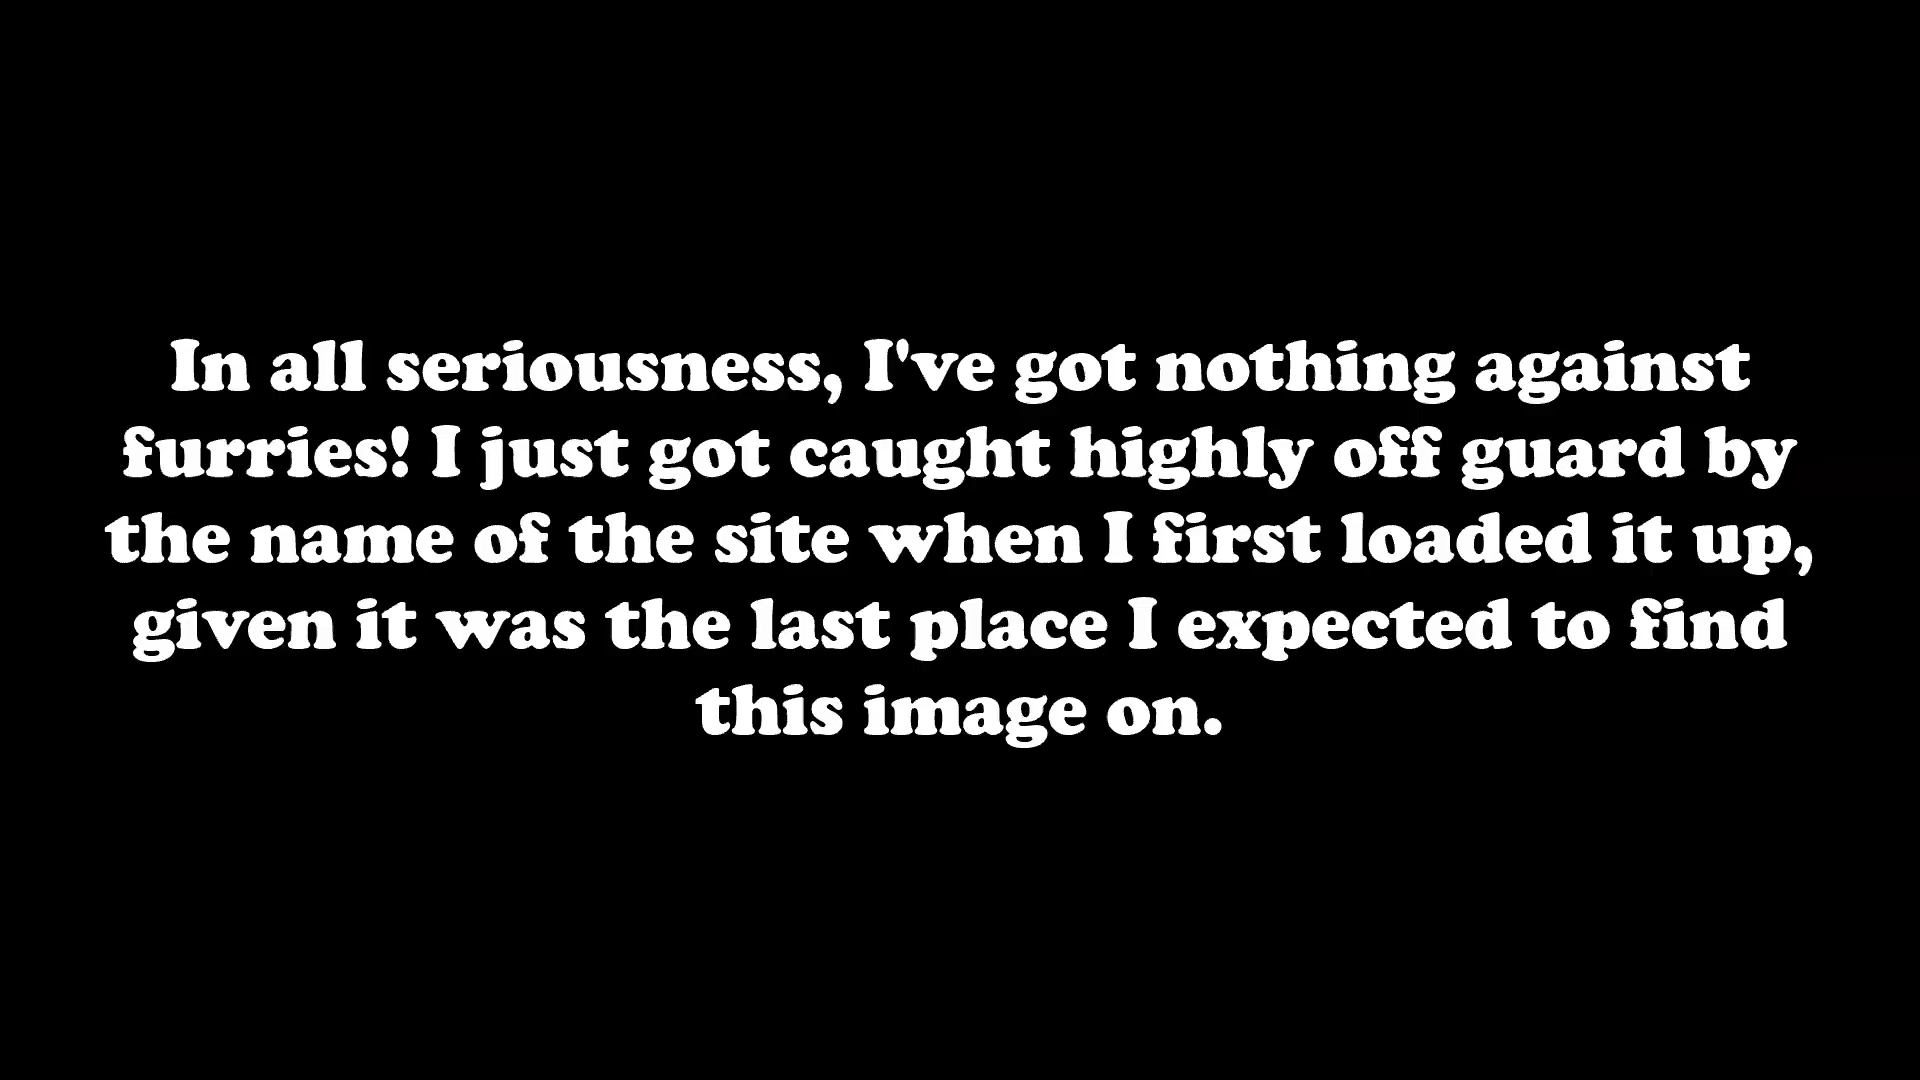 In all seriousness, I've got nothing against
furries! I just got caught highly off guard by
the name of the site when I first loaded it up,
given it was the last place I expected to find
this image on.